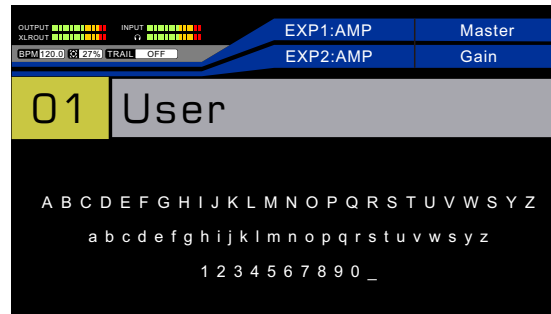 OUTPUT INPUT EXP1:AMP Master
XLROUT
BPM 120.0 27% TRAIL OFF EXP2:AMP Gain
01 User
A B C D E F G H I J K L M N O P Q R S T U V W S Y Z
a b c d e f g h i j k l m n o p q r s t u v w s y z
1 2 3 4 5 6 7 8 9 0 _